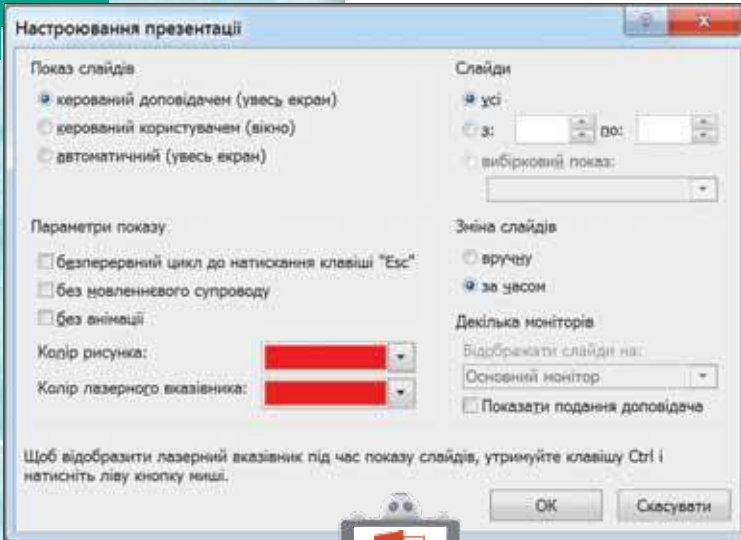 Настроювання презентації
Показ слайдів
керований доповідачем (увесь екран)
керований користувачем (вікно)
автоматичний (увесь екран)
Слайди
усі
з: по:
вибірковий показ:
Параметри показу
безперервний цикл до натискання клавіші "Esc"
без мовленнєвого супроводу
без анімації
Колір рисунка:
Колір лазерного вказівника:
Зміна слайдів
вручну
за часом
Декілька моніторів
Відображати слайди на:
Основний монітор
Показати подання доповідача
Щоб відобразити лазерний вказівник під час показу слайдів, утримуйте клавішу Ctrl і
натисніть ліву кнопку миші.
ОК Скасувати